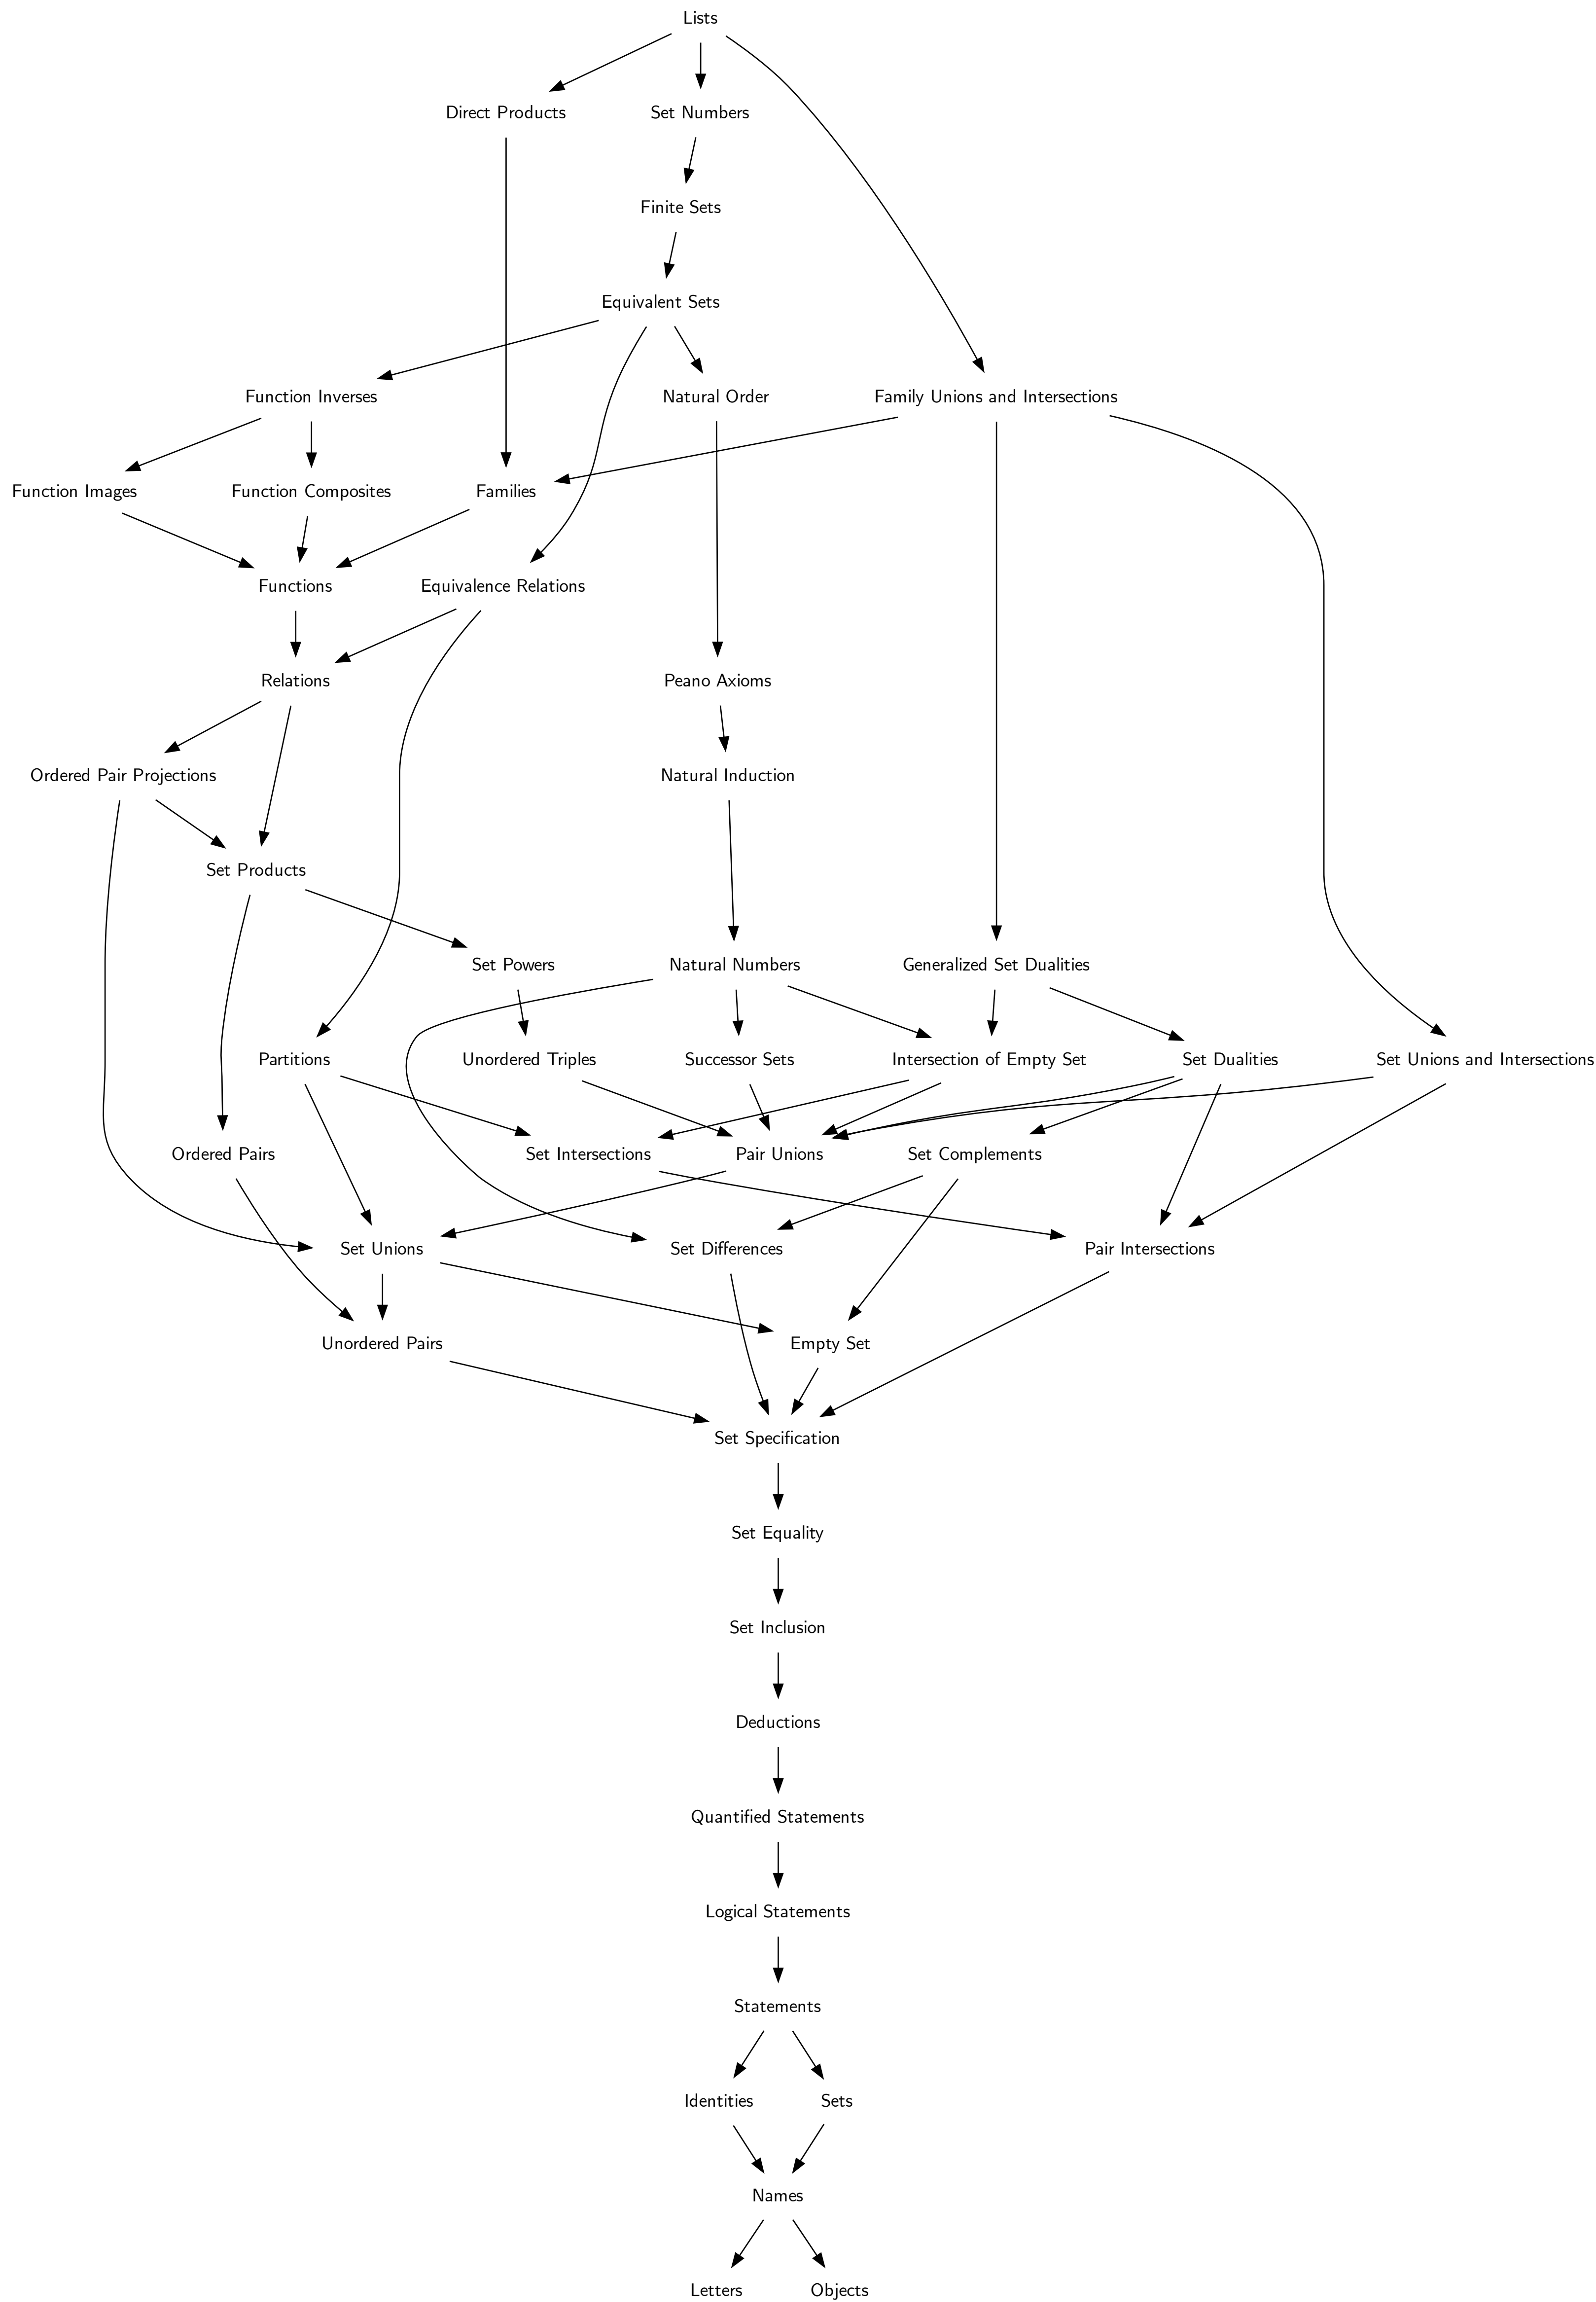 Lists
Direct Products
Set Numbers
Finite Sets
Equivalent Sets
Function Inverses
Natural Order
Family Unions and Intersections
Function Images
Function Composites
Families
Functions
Equivalence Relations
Relations
Peano Axioms
Ordered Pair Projections
Natural Induction
Set Products
Set Powers
Natural Numbers
Generalized Set Dualities
Partitions
Unordered Triples
Successor Sets
Intersection of Empty Set
Set Dualities
Set Unions and Intersections
Ordered Pairs
Set Intersections
Pair Unions
Set Complements
Set Unions
Set Differences
Pair Intersections
Unordered Pairs
Empty Set
Set Specification
Set Equality
Set Inclusion
Deductions
Quantified Statements
Logical Statements
Statements
Identities
Sets
Names
Letters
Objects